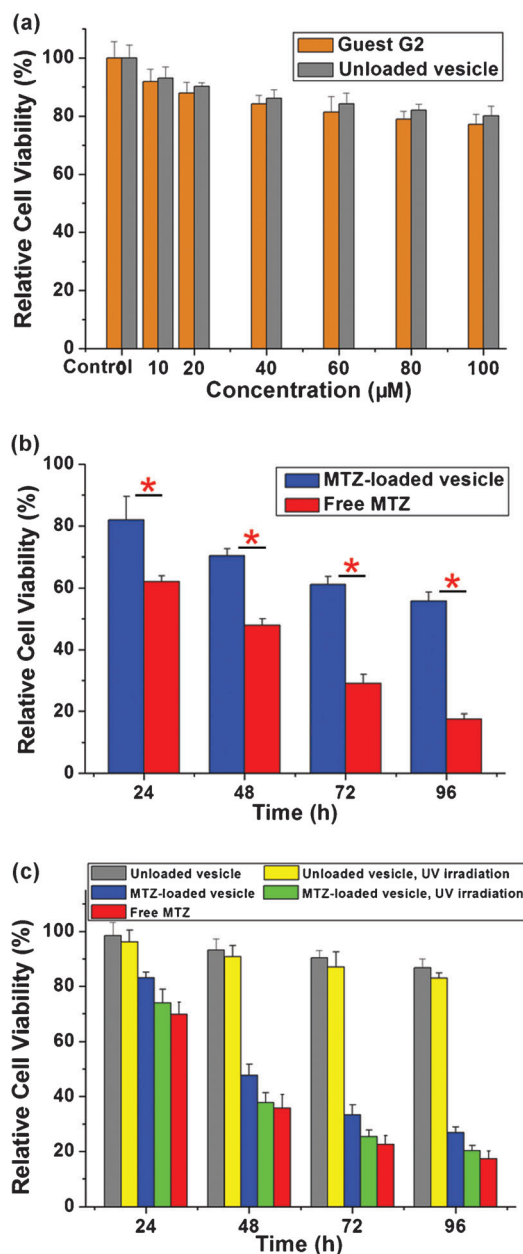 (a)
Guest G2
Unloaded vesicle
Relative Cell Viability (%)
100
80
60
40
20
0
Control 0 10 20 40 60 80 100
Concentration (µM)
(b)
MTZ-loaded vesicle
Free MTZ
Relative Cell Viability (%)
100
80
60
40
20
0
* * * *
24 48 72 96
Time (h)
(c)
Unloaded vesicle Unloaded vesicle, UV irradiation
MTZ-loaded vesicle MTZ-loaded vesicle, UV irradiation
Free MTZ
Relative Cell Viability (%)
100
80
60
40
20
0
24 48 72 96
Time (h)